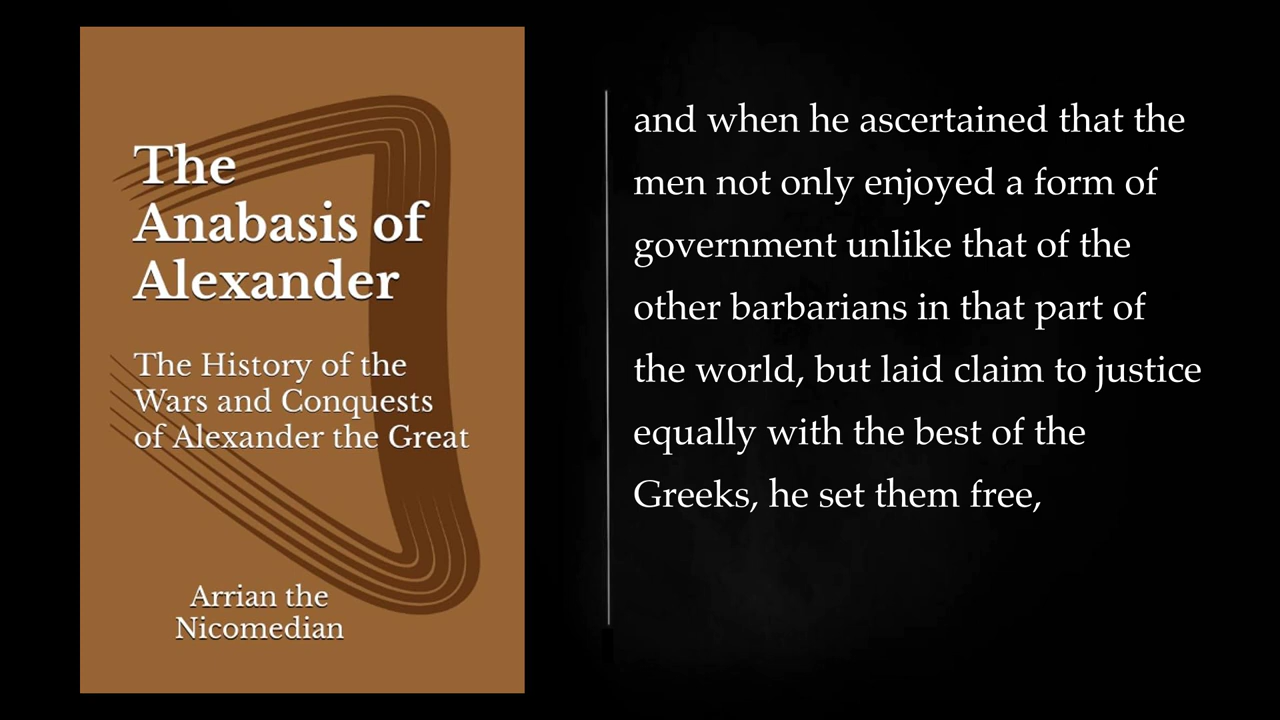 The
Anabasis of
Alexander
The History of the
Wars and Conquests
of Alexander the Great
Arrian the
Nicomedian
and when he ascertained that the
men not only enjoyed a form of
government unlike that of the
other barbarians in that part of
the world, but laid claim to justice
equally with the best of the
Greeks, he set them free,